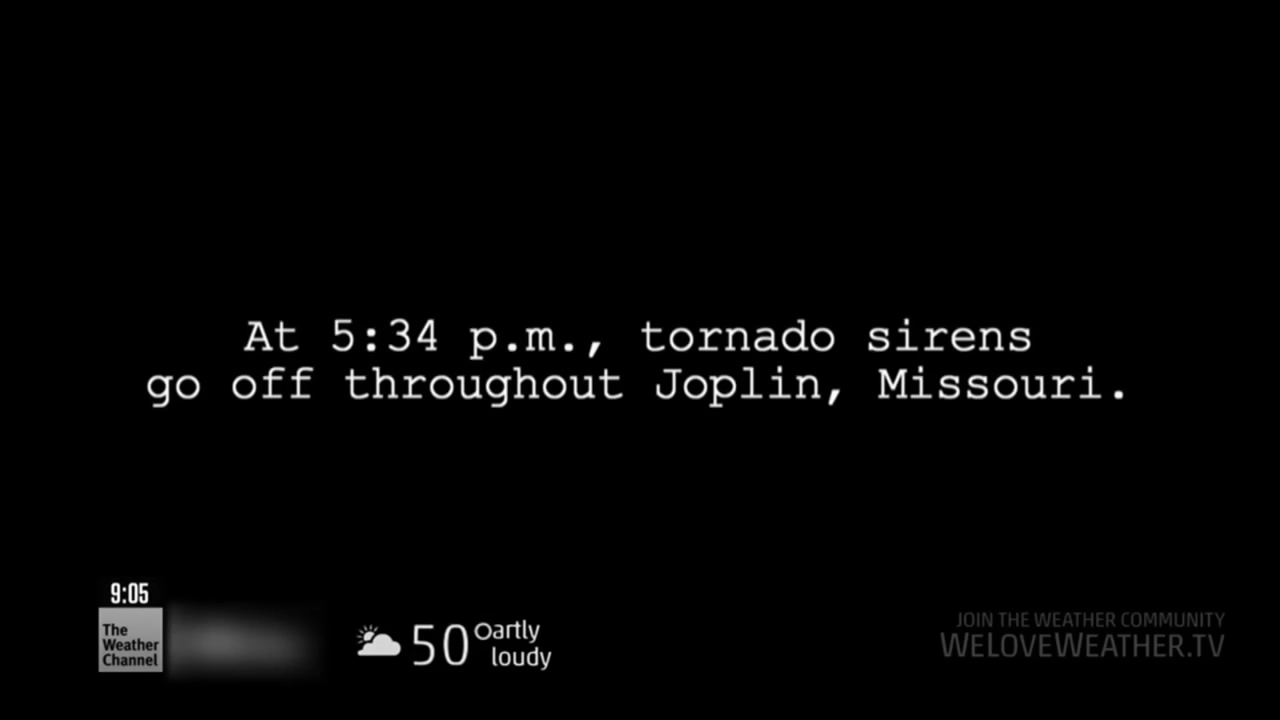 At 5:34 p.m., tornado sirens
go off throughout Joplin, Missouri.
9:05
The
Weather
Channel
50
Oartly
loudy
JOIN THE WEATHER COMMUNITY
WELOVEWEATHER.TV